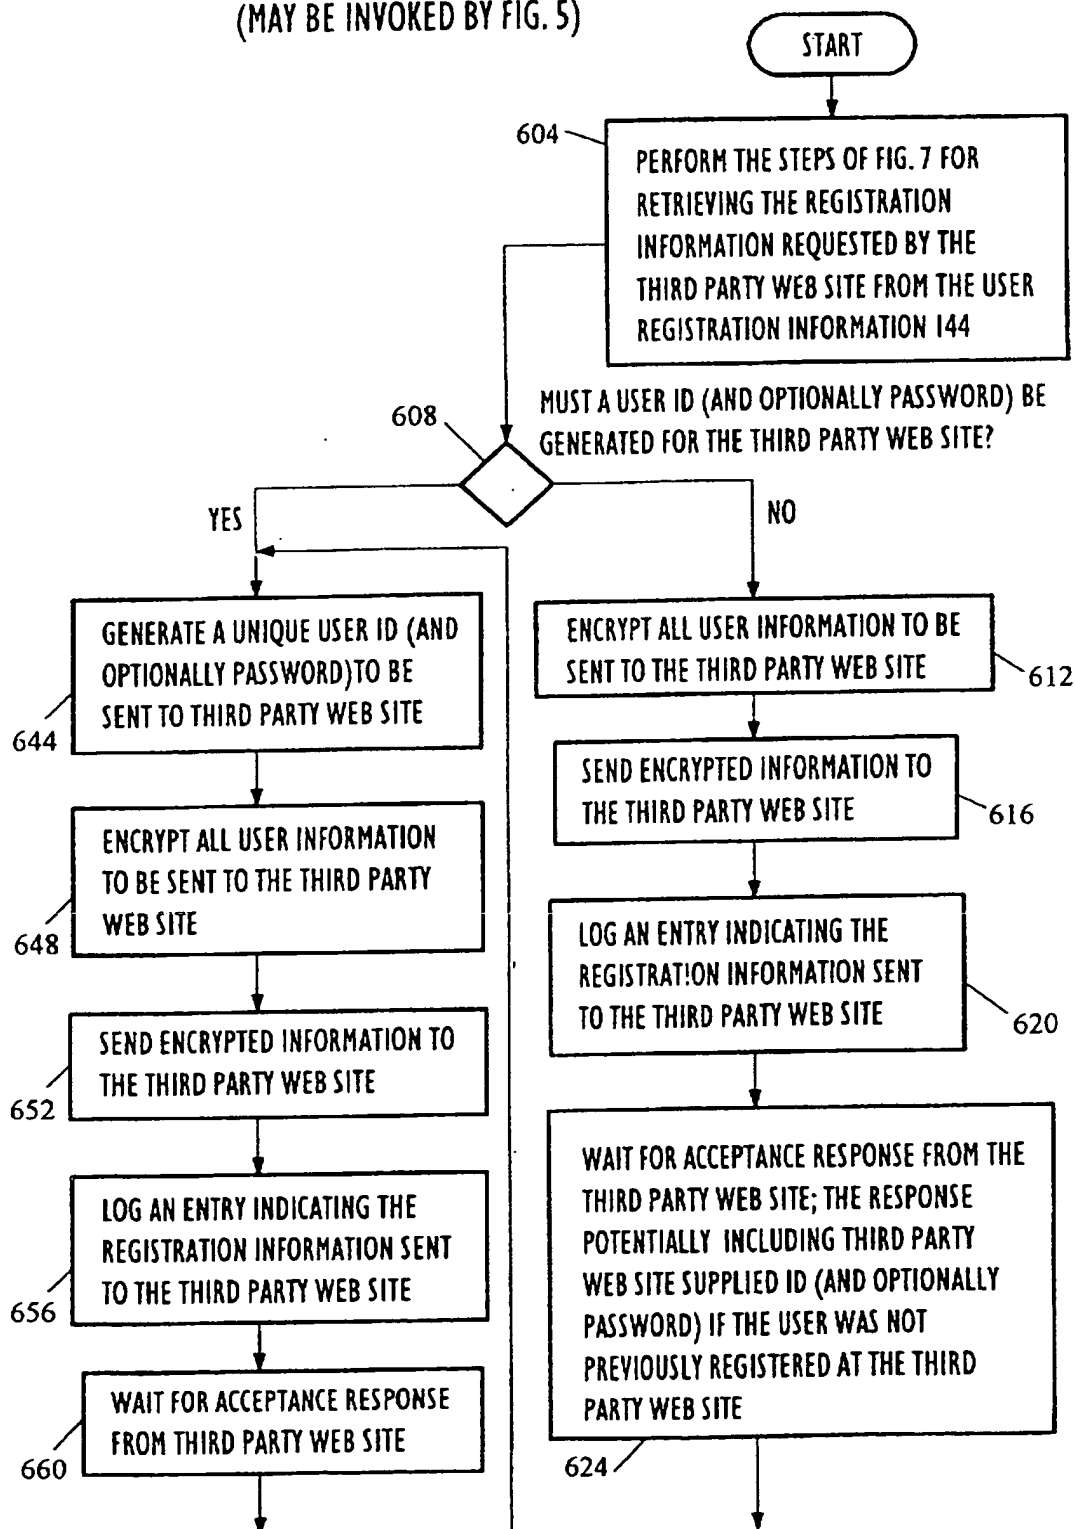 (MAY BE INVOKED BY FIG. 5)
START
604
PERFORM THE STEPS OF FIG. 7 FOR
RETRIEVING THE REGISTRATION
INFORMATION REQUESTED BY THE
THIRD PARTY WEB SITE FROM THE USER
REGISTRATION INFORMATION 144
608
MUST A USER ID (AND OPTIONALLY PASSWORD) BE
GENERATED FOR THE THIRD PARTY WEB SITE?
YES
NO
GENERATE A UNIQUE USER ID (AND
OPTIONALLY PASSWORD)TO BE
SENT TO THIRD PARTY WEB SITE
644
ENCRYPT ALL USER INFORMATION
TO BE SENT TO THE THIRD PARTY
WEB SITE
648
SEND ENCRYPTED INFORMATION TO
THE THIRD PARTY WEB SITE
652
LOG AN ENTRY INDICATING THE
REGISTRATION INFORMATION SENT
TO THE THIRD PARTY WEB SITE
656
WAIT FOR ACCEPTANCE RESPONSE
FROM THIRD PARTY WEB SITE
660
ENCRYPT ALL USER INFORMATION TO BE
SENT TO THE THIRD PARTY WEB SITE
612
SEND ENCRYPTED INFORMATION TO
THE THIRD PARTY WEB SITE
616
LOG AN ENTRY INDICATING THE
REGISTRATION INFORMATION SENT
TO THE THIRD PARTY WEB SITE
620
WAIT FOR ACCEPTANCE RESPONSE FROM THE
THIRD PARTY WEB SITE; THE RESPONSE
POTENTIALLY INCLUDING THIRD PARTY
WEB SITE SUPPLIED ID (AND OPTIONALLY
PASSWORD) IF THE USER WAS NOT
PREVIOUSLY REGISTERED AT THE THIRD
PARTY WEB SITE
624